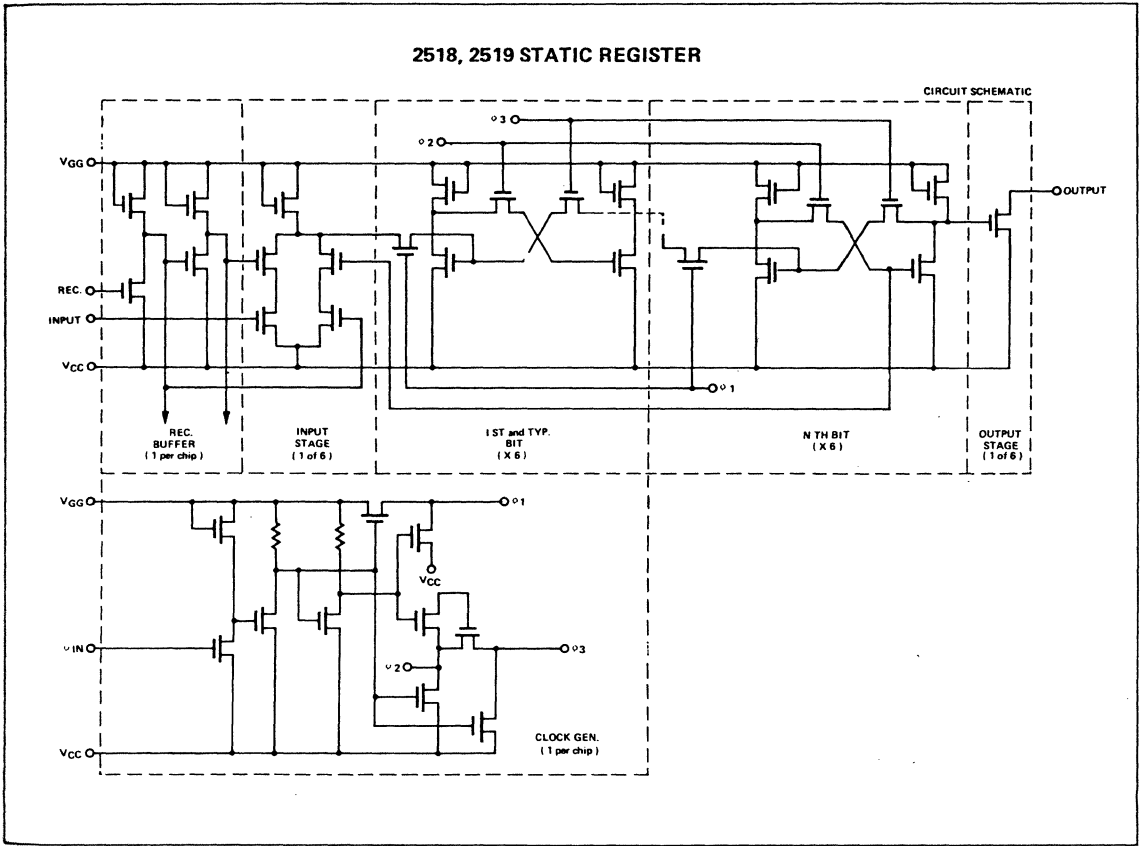 2518, 2519 STATIC REGISTER
CIRCUIT SCHEMATIC
φ3
φ2
VGG
OUTPUT
REC.
INPUT
VCC
φ1
REC.
BUFFER
(1 per chip)
INPUT
STAGE
(1 of 6)
1 ST and TYP.
BIT
(X 6)
N TH BIT
(X 6)
OUTPUT
STAGE
(1 of 6)
VGG
φ1
VCC
φIN
φ3
φ2
CLOCK GEN.
(1 per chip)
VCC